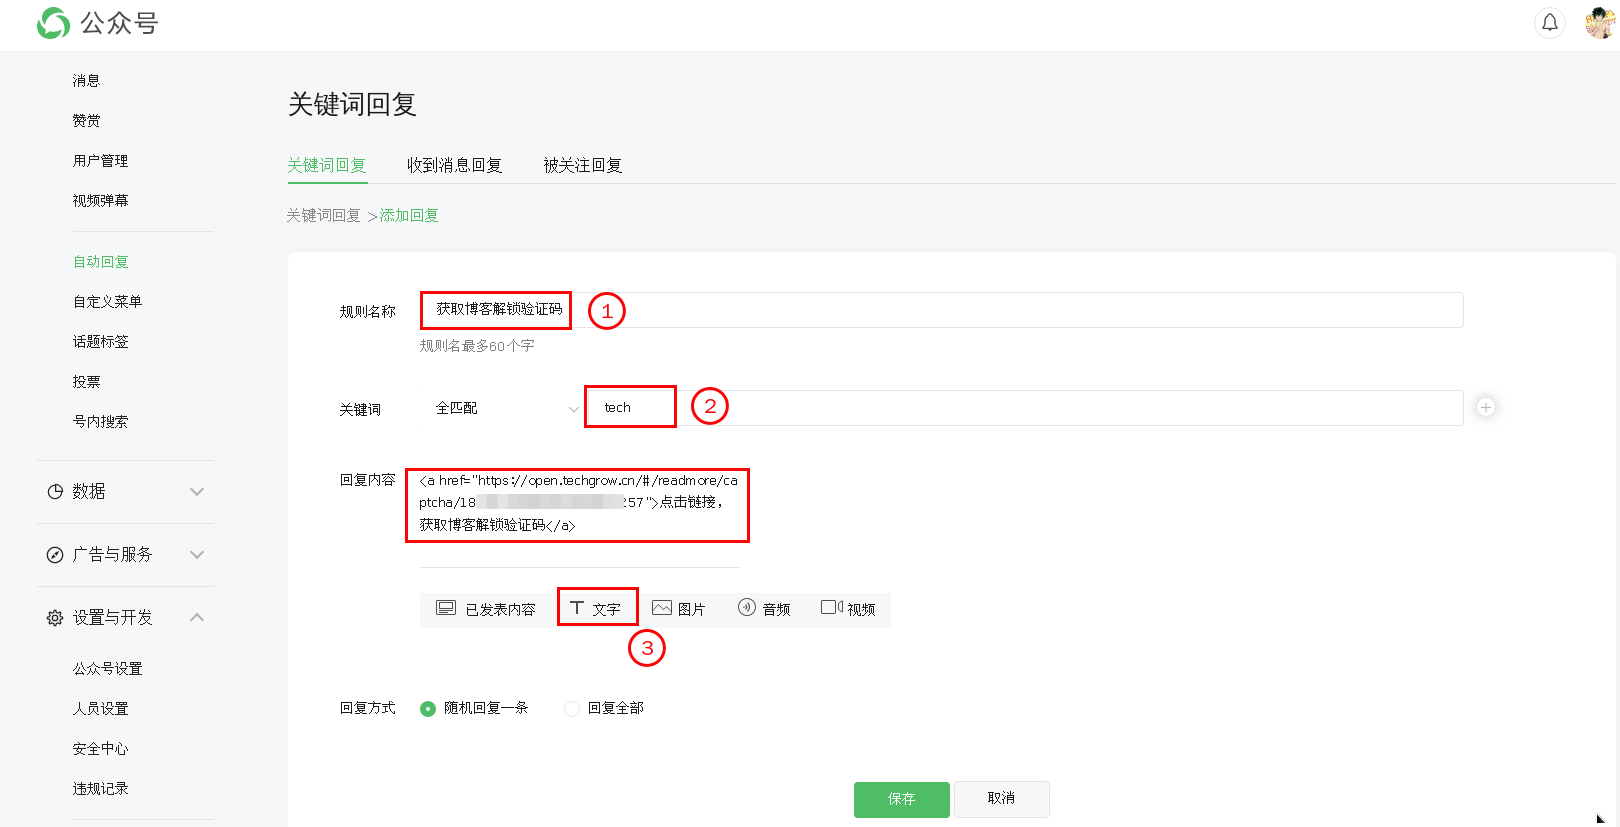 公众号
消息
赞赏
用户管理
视频弹幕
自动回复
自定义菜单
话题标签
投票
号内搜索
数据
广告与服务
设置与开发
公众号设置
人员设置
安全中心
违规记录
关键词回复
关键词回复 收到消息回复 被关注回复
关键词回复 >添加回复
规则名称 获取博客解锁验证码 1
规则名最多60个字
关键词 全匹配 tech 2
回复内容 <a href="https://open.techgrow.cn/#/readmore/ca
ptcha/18 257">点击链接，
获取博客解锁验证码</a>
已发表内容 文字 图片 音频 视频
3
回复方式 随机回复一条 回复全部
保存 取消